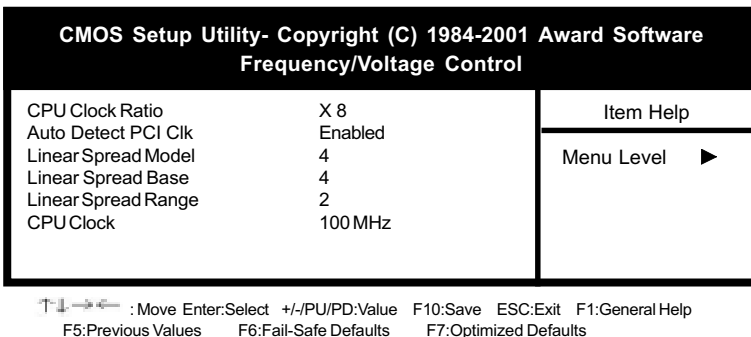 CMOS Setup Utility- Copyright (C) 1984-2001 Award Software
Frequency/Voltage Control
CPU Clock Ratio X 8
Auto Detect PCI Clk Enabled
Linear Spread Model 4
Linear Spread Base 4
Linear Spread Range 2
CPU Clock 100 MHz
Item Help
Menu Level ▶
↑↓→← : Move Enter:Select +/-/PU/PD:Value F10:Save ESC:Exit F1:General Help
F5:Previous Values F6:Fail-Safe Defaults F7:Optimized Defaults